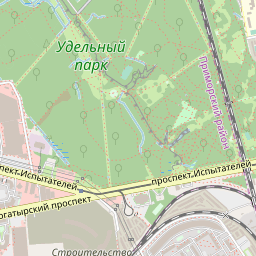 Удельный
парк
Приморский район
проспект Испытателей
проспект Испытателей
Богатырский проспект
Строительство